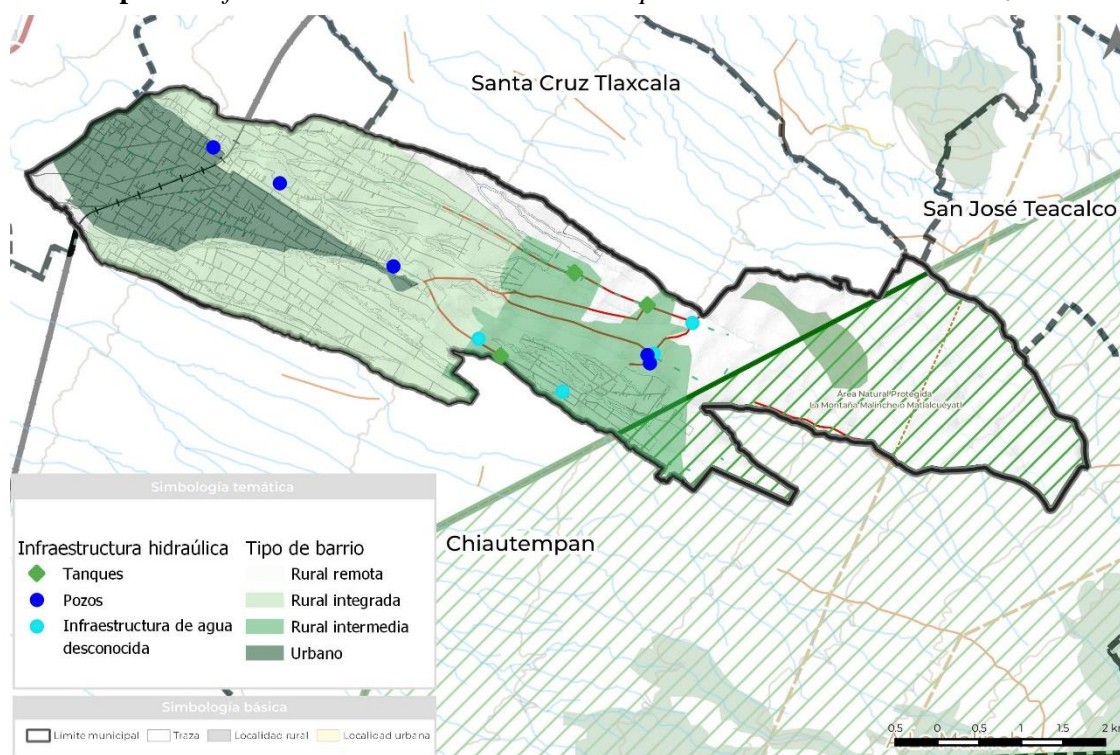 Santa Cruz Tlaxcala
San José Teacalco
Área Natural Protegida
La Montaña Malinche o Matlalcuéyatl
Chiautempan
Simbología temática
Infraestructura hidraúlica
Tanques
Pozos
Infraestructura de agua
desconocida
Tipo de barrio
Rural remota
Rural integrada
Rural intermedia
Urbano
Simbología básica
Límite municipal
Traza
Localidad rural
Localidad urbana
0.5 0 0.5 1 1.5 2 km